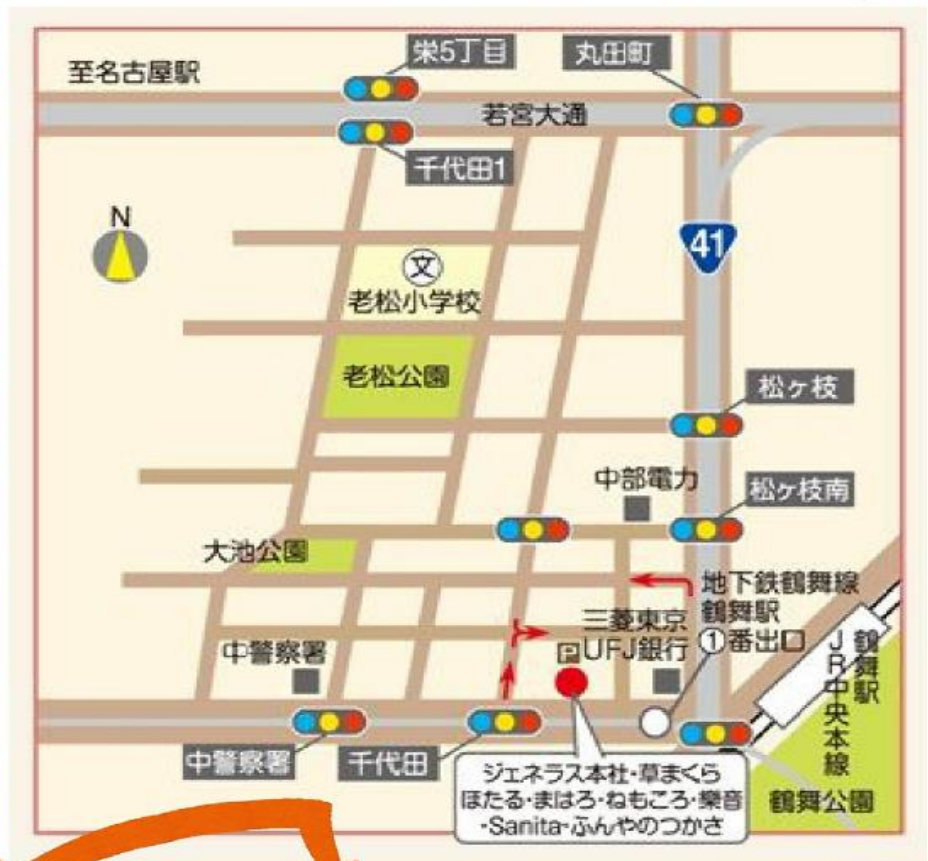 栄5丁目
丸田町
至名古屋駅
若宮大通
千代田1
N
41
文
老松小学校
老松公園
松ヶ枝
中部電力
松ヶ枝南
大池公園
地下鉄鶴舞線
鶴舞駅
①番出口
三菱東京
UFJ銀行
P
中警察署
鶴舞駅
JR中央本線
中警察署
千代田
ジェネラス本社・草まくら
ほたる・まはろ・ねもころ・樂音
-Sanita-ふんやのつかさ
鶴舞公園